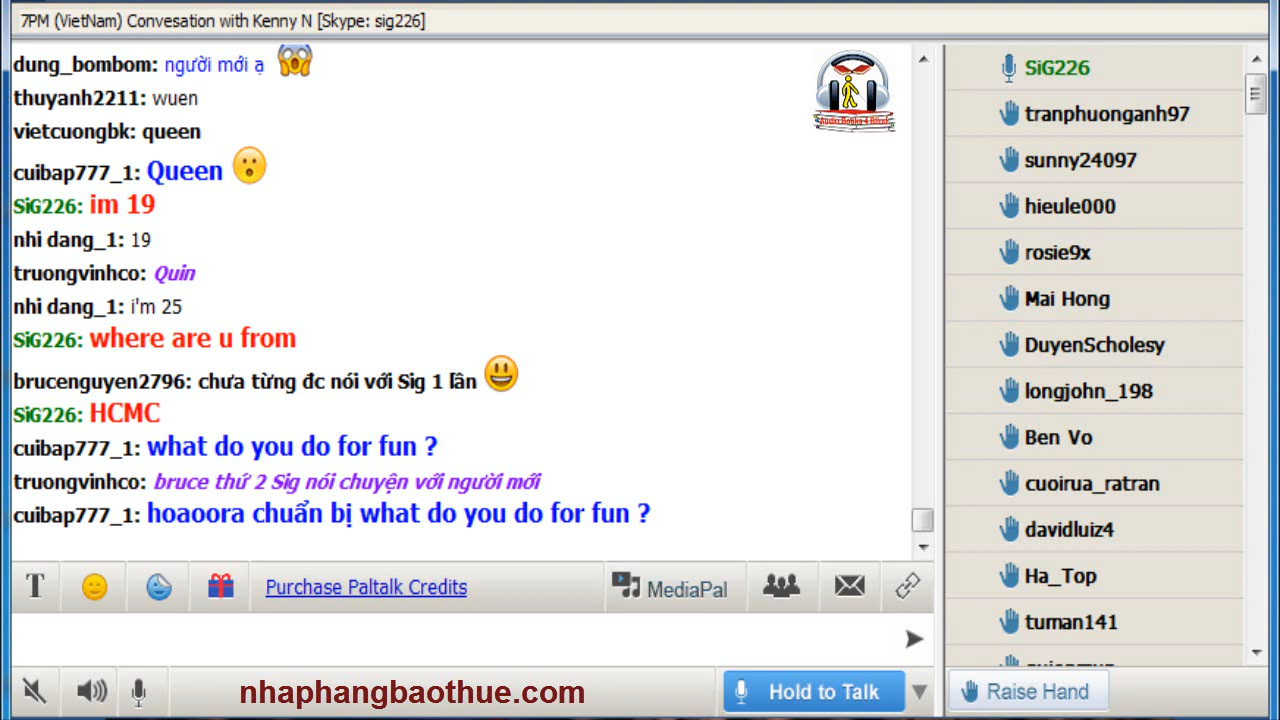 7PM (VietNam) Convesation with Kenny N [Skype: sig226]
dung_bombom: người mới ạ
thuyanh2211: wuen
vietcuongbk: queen
cuibap777_1: Queen
SiG226: im 19
nhi dang_1: 19
truongvinhco: Quin
nhi dang_1: i'm 25
SiG226: where are u from
brucenguyen2796: chưa từng đc nói với Sig 1 lần
SiG226: HCMC
cuibap777_1: what do you do for fun ?
truongvinhco: bruce thứ 2 Sig nói chuyện với người mới
cuibap777_1: hoaoora chuẩn bị what do you do for fun ?
Audio Books 4 Blind
SiG226
tranphuonganh97
sunny24097
hieule000
rosie9x
Mai Hong
DuyenScholesy
longjohn_198
Ben Vo
cuoirua_ratran
davidluiz4
Ha_Top
tuman141
T
Purchase Paltalk Credits
MediaPal
nhaphangbaothue.com
Hold to Talk
Raise Hand